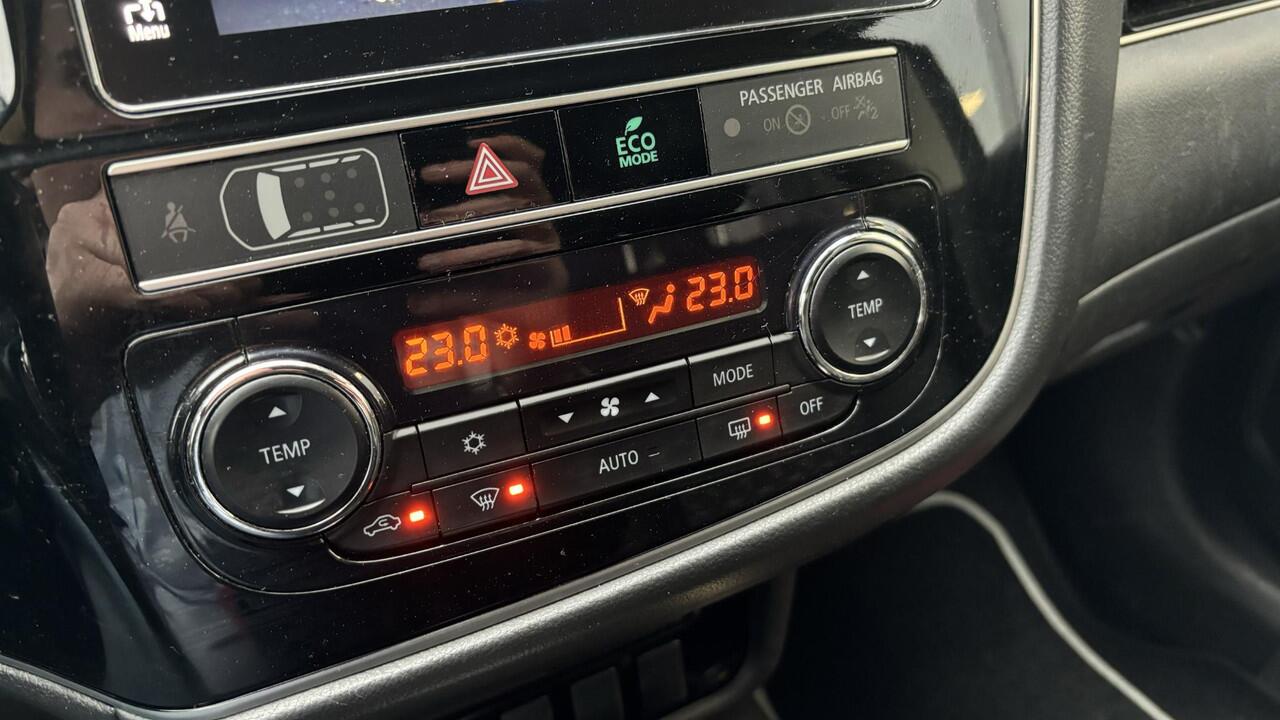 Menu
PASSENGER AIRBAG
ON OFF
ECO
MODE
23.0 23.0
TEMP
MODE
TEMP
AUTO
OFF